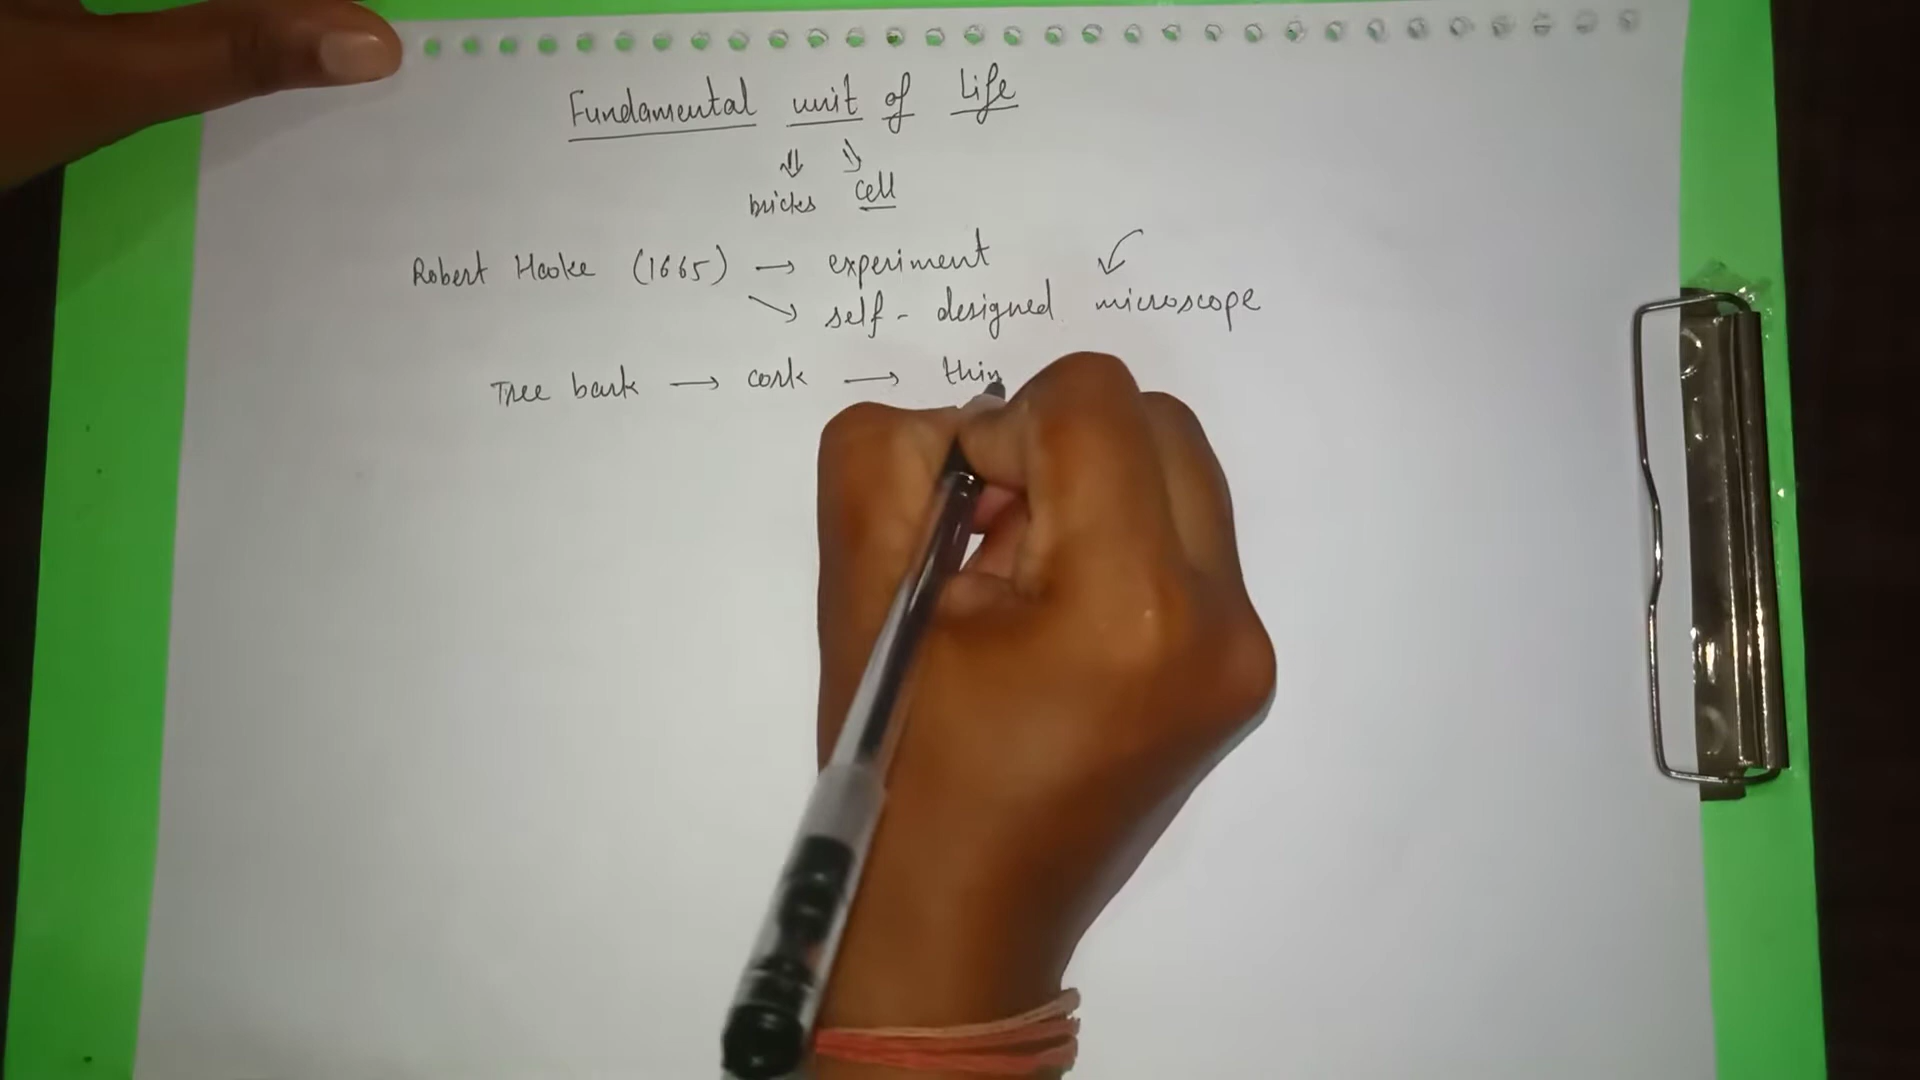 Fundamental unit of Life
⇓ ⇘
bricks cell
Robert Hooke (1665) → experiment
↘ self - designed microscope
Tree bark → cork → thin